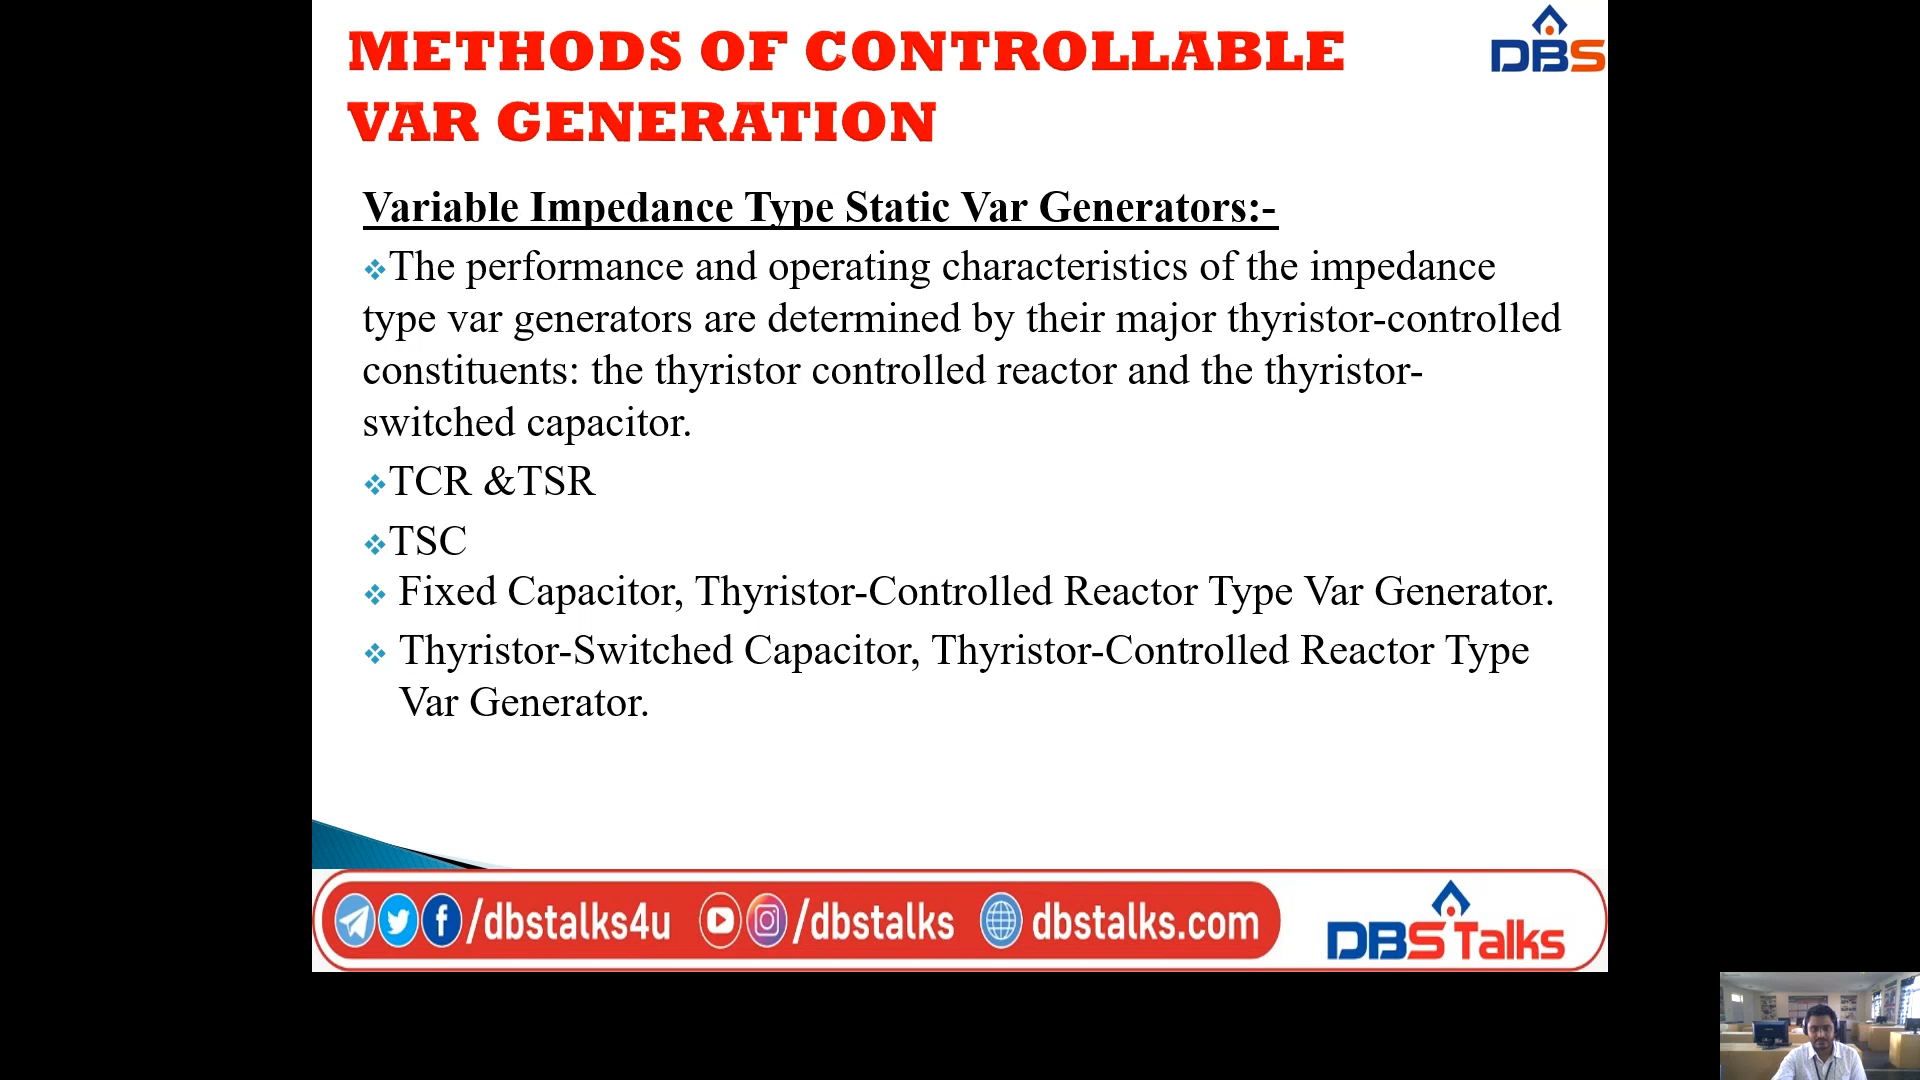 METHODS OF CONTROLLABLE
VAR GENERATION
DBS
Variable Impedance Type Static Var Generators:-
❖The performance and operating characteristics of the impedance
type var generators are determined by their major thyristor-controlled
constituents: the thyristor controlled reactor and the thyristor-
switched capacitor.
❖TCR &TSR
❖TSC
❖ Fixed Capacitor, Thyristor-Controlled Reactor Type Var Generator.
❖ Thyristor-Switched Capacitor, Thyristor-Controlled Reactor Type
Var Generator.
/dbstalks4u /dbstalks dbstalks.com
DBS Talks